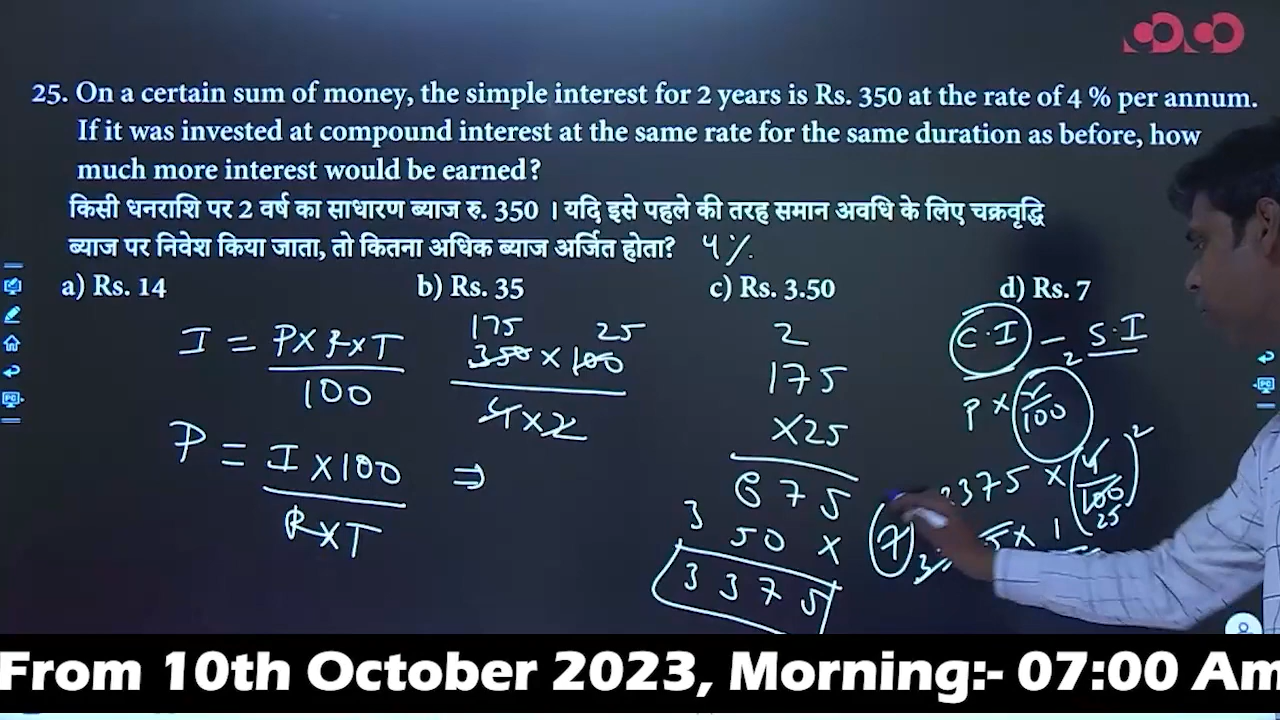 25. On a certain sum of money, the simple interest for 2 years is Rs. 350 at the rate of 4 % per annum.
If it was invested at compound interest at the same rate for the same duration as before, how
much more interest would be earned?
किसी धनराशि पर 2 वर्ष का साधारण ब्याज रु. 350 । यदि इसे पहले की तरह समान अवधि के लिए चक्रवृद्धि
ब्याज पर निवेश किया जाता, तो कितना अधिक ब्याज अर्जित होता? 4%
a) Rs. 14 b) Rs. 35 c) Rs. 3.50 d) Rs. 7
I = P×R×T
100
175 25
350 × 100
4×2
P = I×100 ⇒
R×T
2
175
×25
875
3
50 ×
3375
C.I – S.I
P × (r/100)²
3375 × (4/100)²
25
7
From 10th October 2023, Morning:- 07:00 Am